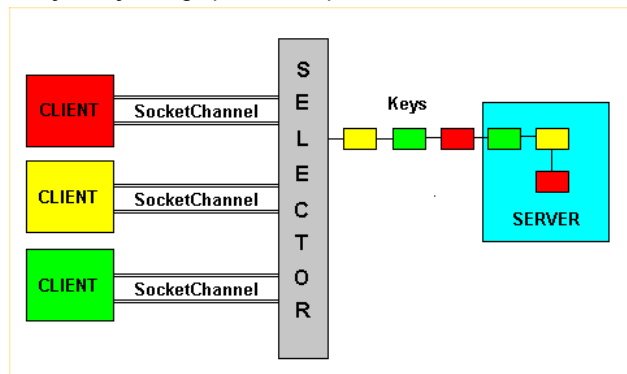 CLIENT
SocketChannel
CLIENT
SocketChannel
CLIENT
SocketChannel
S
E
L
E
C
T
O
R
Keys
SERVER